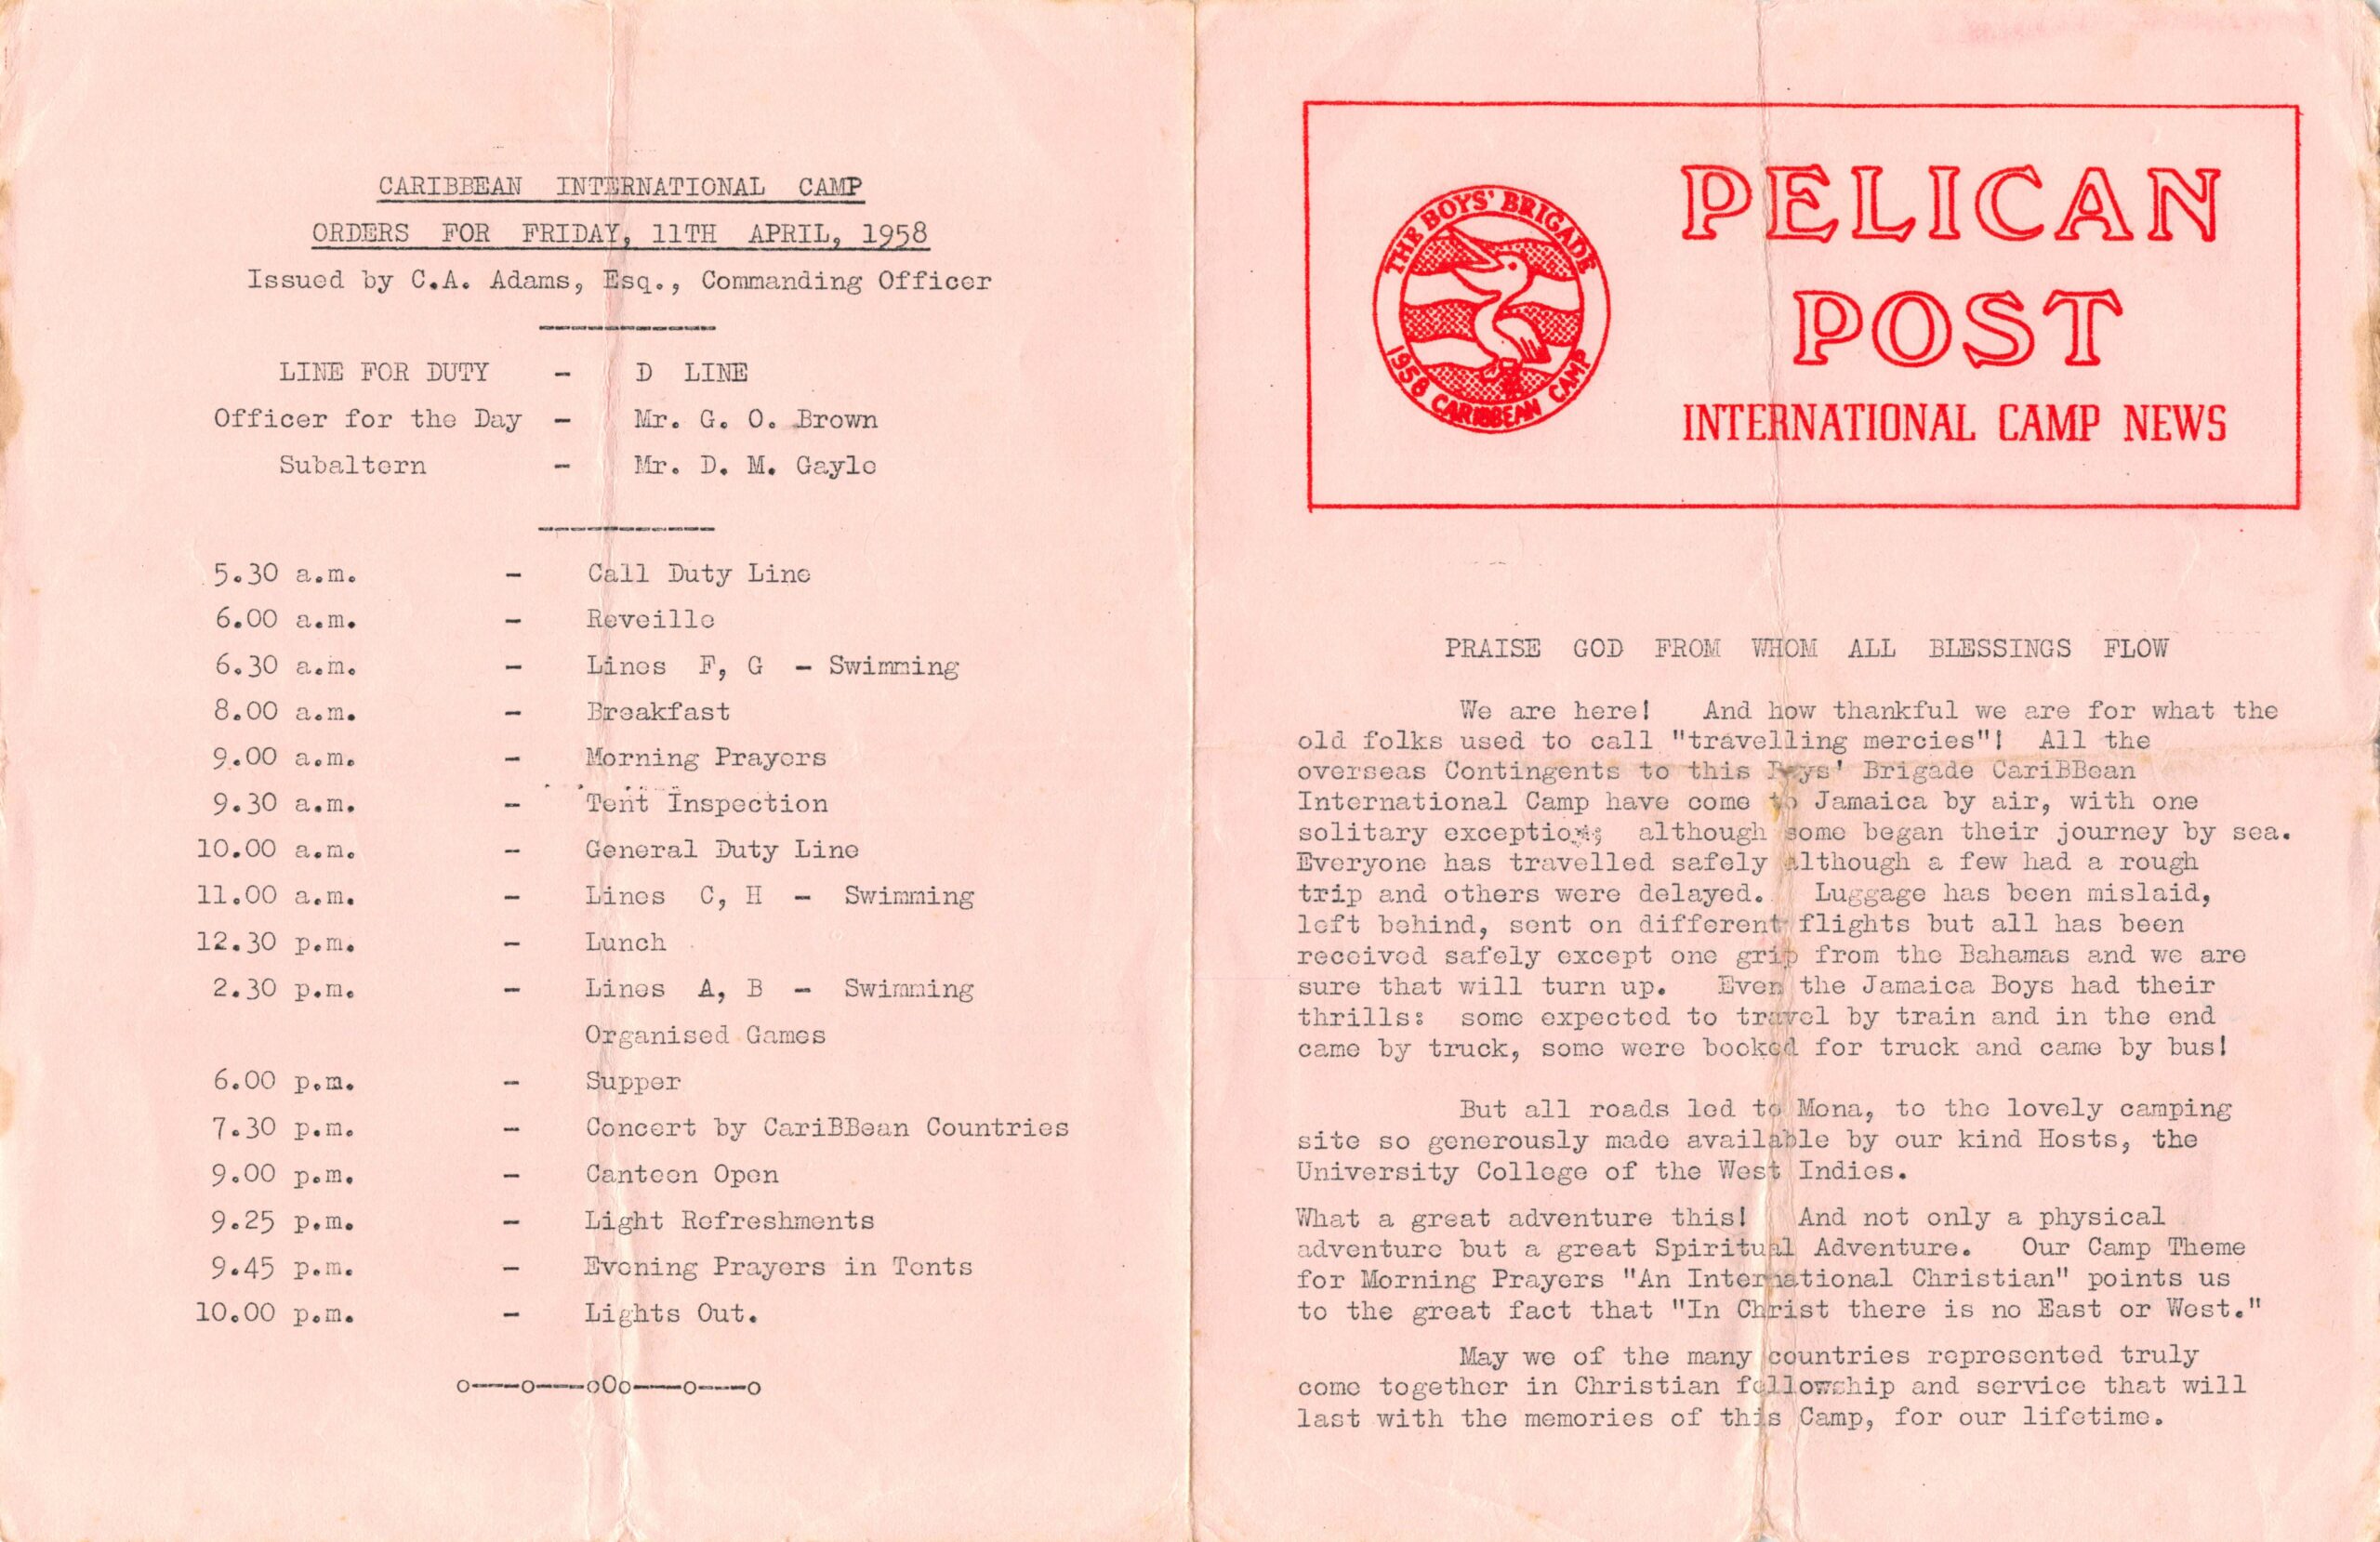 CARIBBEAN INTERNATIONAL CAMP
ORDERS FOR FRIDAY, 11TH APRIL, 1958
Issued by C.A. Adams, Esq., Commanding Officer
LINE FOR DUTY - D LINE
Officer for the Day - Mr. G. O. Brown
Subaltern - Mr. D. M. Gayle
5.30 a.m. - Call Duty Line
6.00 a.m. - Reveille
6.30 a.m. - Lines F, G - Swimming
8.00 a.m. - Breakfast
9.00 a.m. - Morning Prayers
9.30 a.m. - Tent Inspection
10.00 a.m. - General Duty Line
11.00 a.m. - Lines C, H - Swimming
12.30 p.m. - Lunch
2.30 p.m. - Lines A, B - Swimming
Organised Games
6.00 p.m. - Supper
7.30 p.m. - Concert by CariBBean Countries
9.00 p.m. - Canteen Open
9.25 p.m. - Light Refreshments
9.45 p.m. - Evening Prayers in Tents
10.00 p.m. - Lights Out.
o----o----oOo----o----o
THE BOYS' BRIGADE
1958 CARIBBEAN CAMP
PELICAN
POST
INTERNATIONAL CAMP NEWS
PRAISE GOD FROM WHOM ALL BLESSINGS FLOW
We are here! And how thankful we are for what the
old folks used to call "travelling mercies"! All the
overseas Contingents to this Boys' Brigade CariBBean
International Camp have come to Jamaica by air, with one
solitary exception; although some began their journey by sea.
Everyone has travelled safely although a few had a rough
trip and others were delayed. Luggage has been mislaid,
left behind, sent on different flights but all has been
received safely except one grip from the Bahamas and we are
sure that will turn up. Even the Jamaica Boys had their
thrills: some expected to travel by train and in the end
came by truck, some were booked for truck and came by bus!
But all roads led to Mona, to the lovely camping
site so generously made available by our kind Hosts, the
University College of the West Indies.
What a great adventure this! And not only a physical
adventure but a great Spiritual Adventure. Our Camp Theme
for Morning Prayers "An International Christian" points us
to the great fact that "In Christ there is no East or West."
May we of the many countries represented truly
come together in Christian fellowship and service that will
last with the memories of this Camp, for our lifetime.